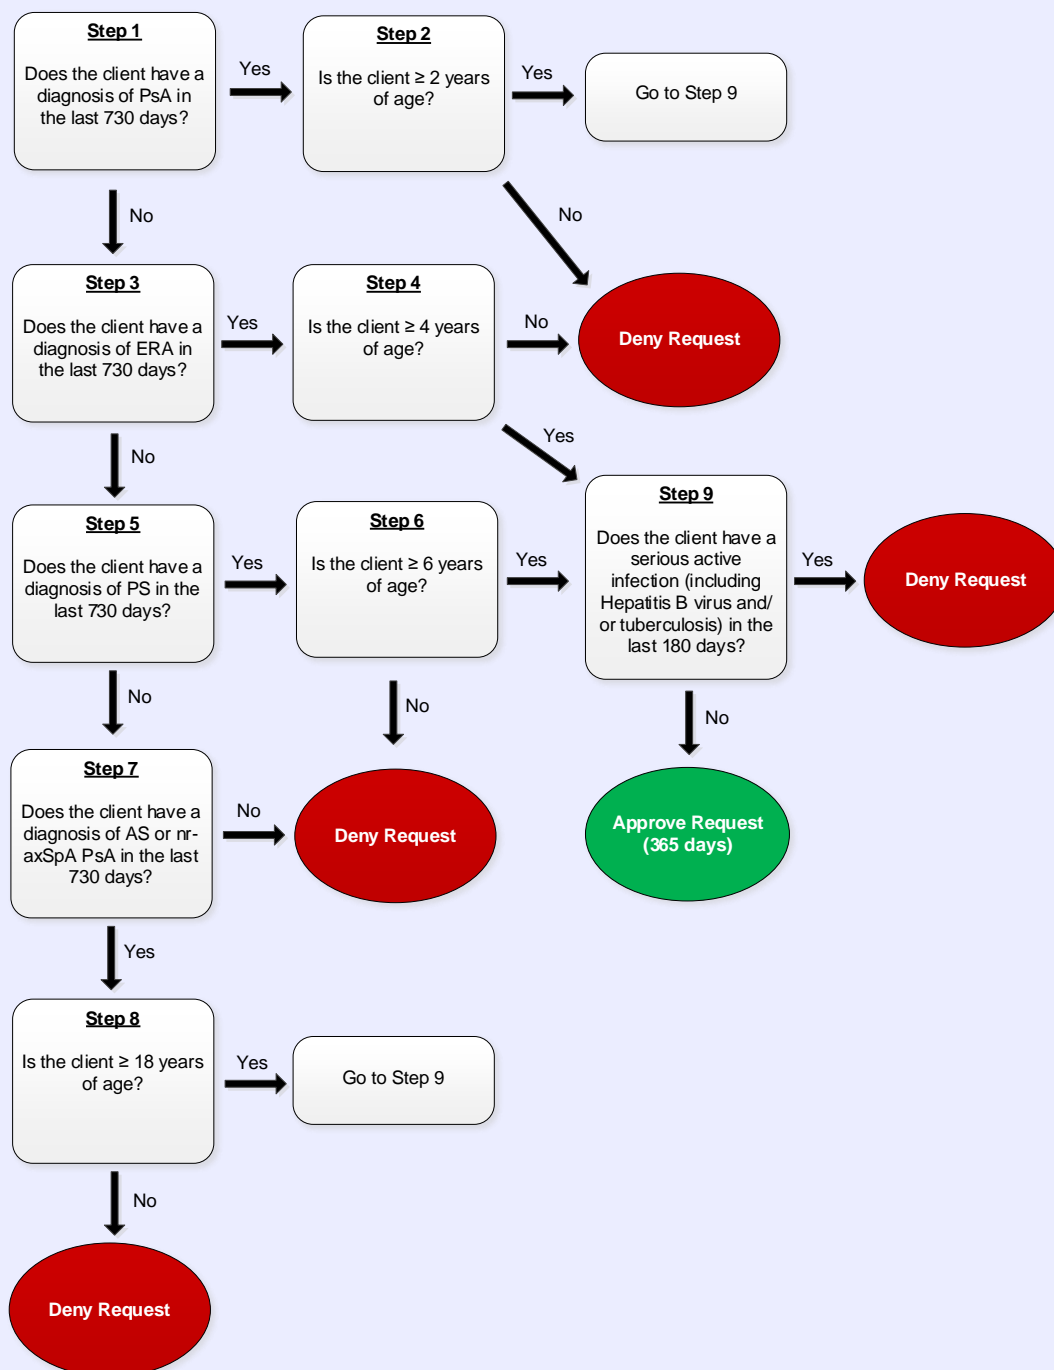 Step 1
Does the client have a
diagnosis of PsA in
the last 730 days?
Yes
Step 2
Is the client ≥ 2 years
of age?
Yes
Go to Step 9
No
No
Step 3
Does the client have a
diagnosis of ERA in
the last 730 days?
Yes
Step 4
Is the client ≥ 4 years
of age?
No
Deny Request
Yes
No
Step 5
Does the client have a
diagnosis of PS in the
last 730 days?
Yes
Step 6
Is the client ≥ 6 years
of age?
Yes
Step 9
Does the client have a
serious active
infection (including
Hepatitis B virus and/
or tuberculosis) in the
last 180 days?
Yes
Deny Request
No
No
No
Step 7
Does the client have a
diagnosis of AS or nr-
axSpA PsA in the last
730 days?
No
Deny Request
Approve Request
(365 days)
Yes
Step 8
Is the client ≥ 18 years
of age?
Yes
Go to Step 9
No
Deny Request